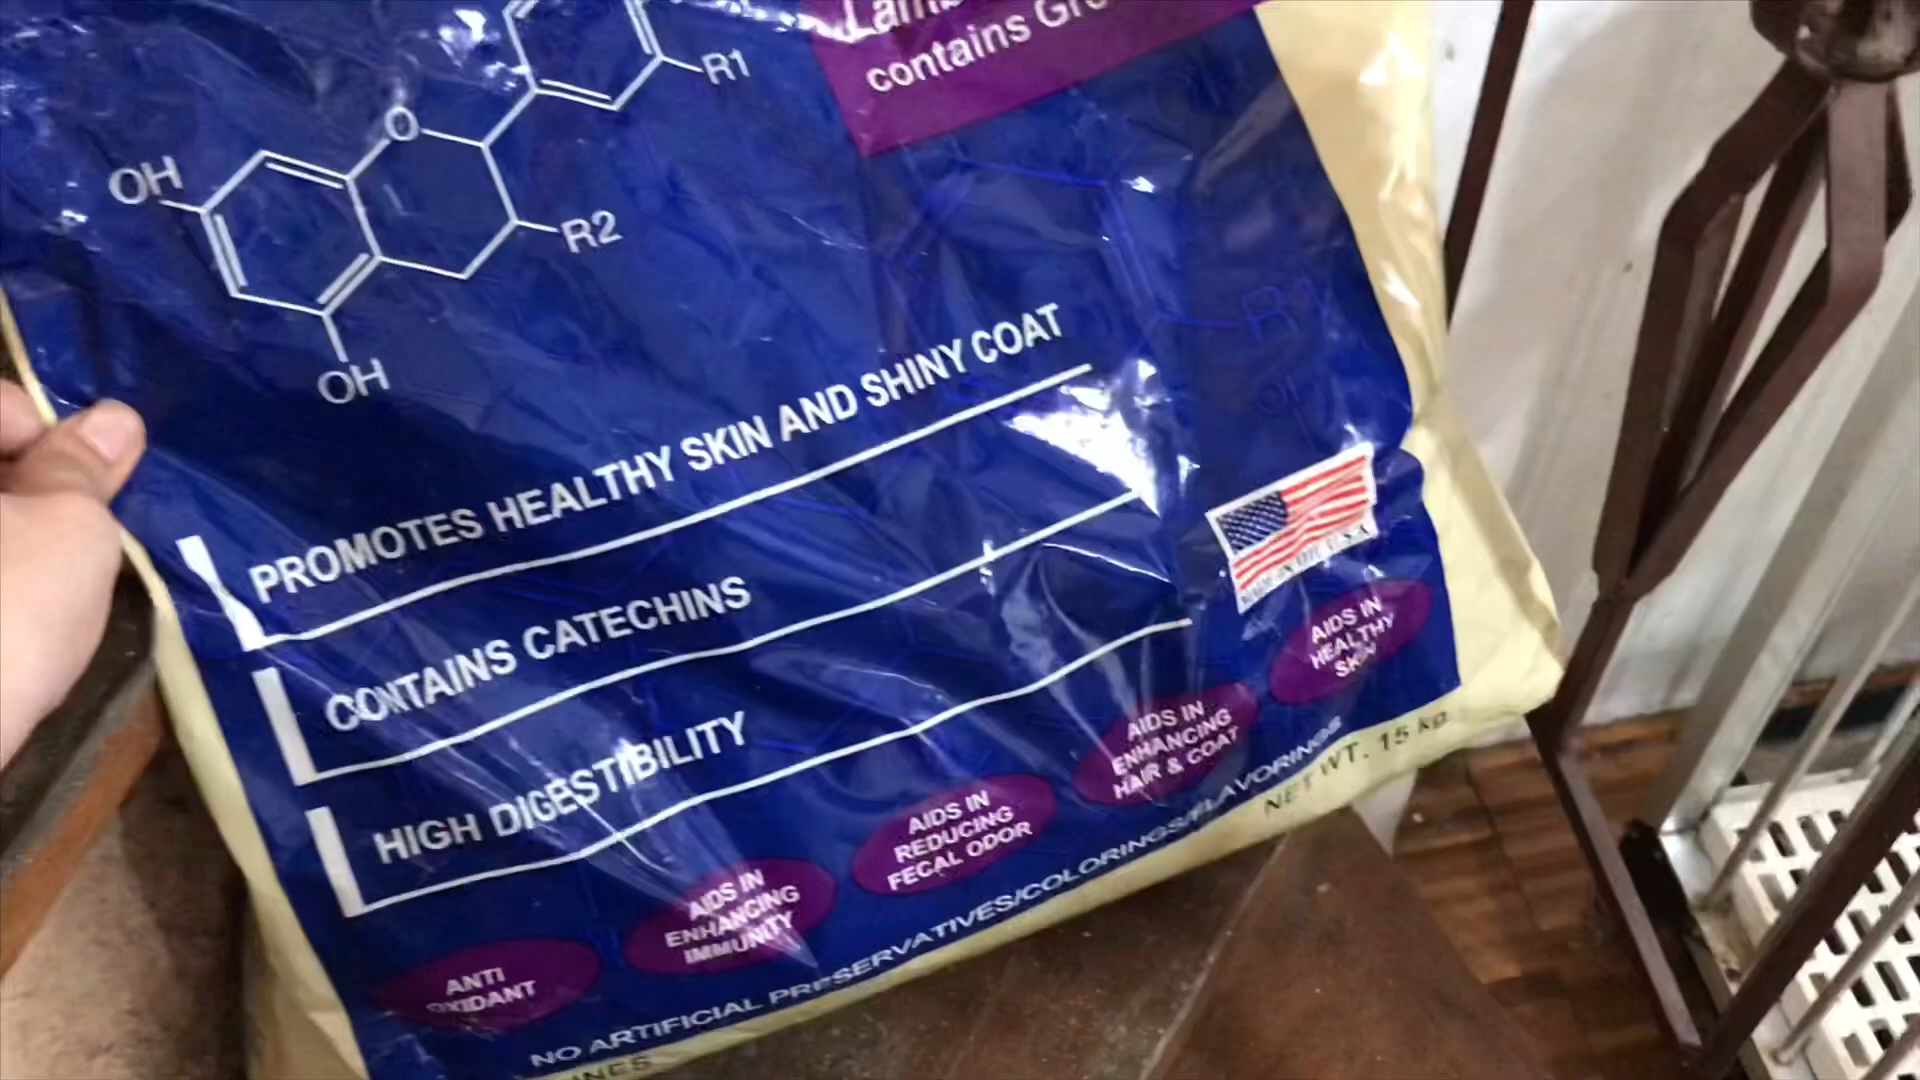 contains
R1
O
OH
R2
OH
PROMOTES HEALTHY SKIN AND SHINY COAT
CONTAINS CATECHINS
HIGH DIGESTIBILITY
MADE IN THE U.S.A
AIDS IN
HEALTHY
SKIN
AIDS IN
ENHANCING
HAIR & COAT
AIDS IN
REDUCING
FECAL ODOR
AIDS IN
ENHANCING
IMMUNITY
ANTI
OXIDANT
NO ARTIFICIAL PRESERVATIVES/COLORINGS/FLAVORINGS
NET WT. 15 kg